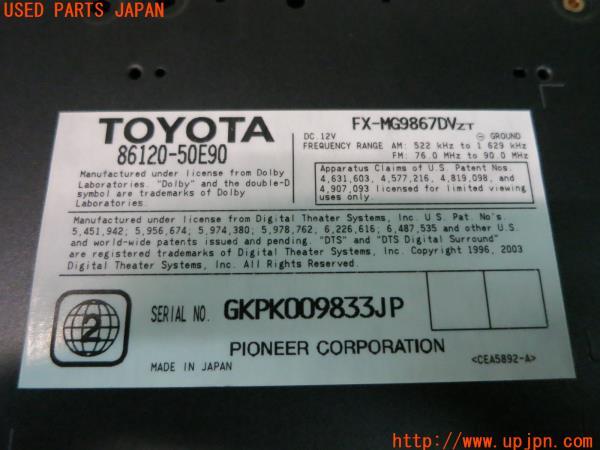 USED PARTS JAPAN
TOYOTA
86120-50E90
FX-MG9867DVZT
DC.12V ⊖ GROUND
FREQUENCY RANGE AM: 522 kHz to 1 629 kHz
FM: 76.0 MHz to 90.0 MHz
Manufactured under license from Dolby
Laboratories. "Dolby" and the double-D
symbol are trademarks of Dolby
Laboratories.
Apparatus Claims of U.S. Patent Nos.
4,631,603, 4,577,216, 4,819,098, and
4,907,093 licensed for limited viewing
uses only.
Manufactured under license from Digital Theater Systems, Inc. U.S. Pat. No's.
5,451,942; 5,956,674; 5,974,380; 5,978,762; 6,226,616; 6,487,535 and other U.S.
and world-wide patents issued and pending. "DTS" and "DTS Digital Surround"
are registered trademarks of Digital Theater Systems, Inc. Copyright 1996, 2003
Digital Theater Systems, Inc. All Rights Reserved.
2
SERIAL NO. GKPK009833JP
PIONEER CORPORATION
MADE IN JAPAN
<CEA5892-A>
http://www.upjpn.com/